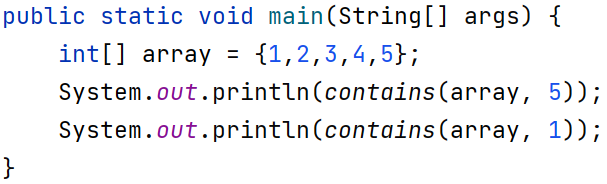 public static void main(String[] args) {
    int[] array = {1,2,3,4,5};
    System.out.println(contains(array, 5));
    System.out.println(contains(array, 1));
}